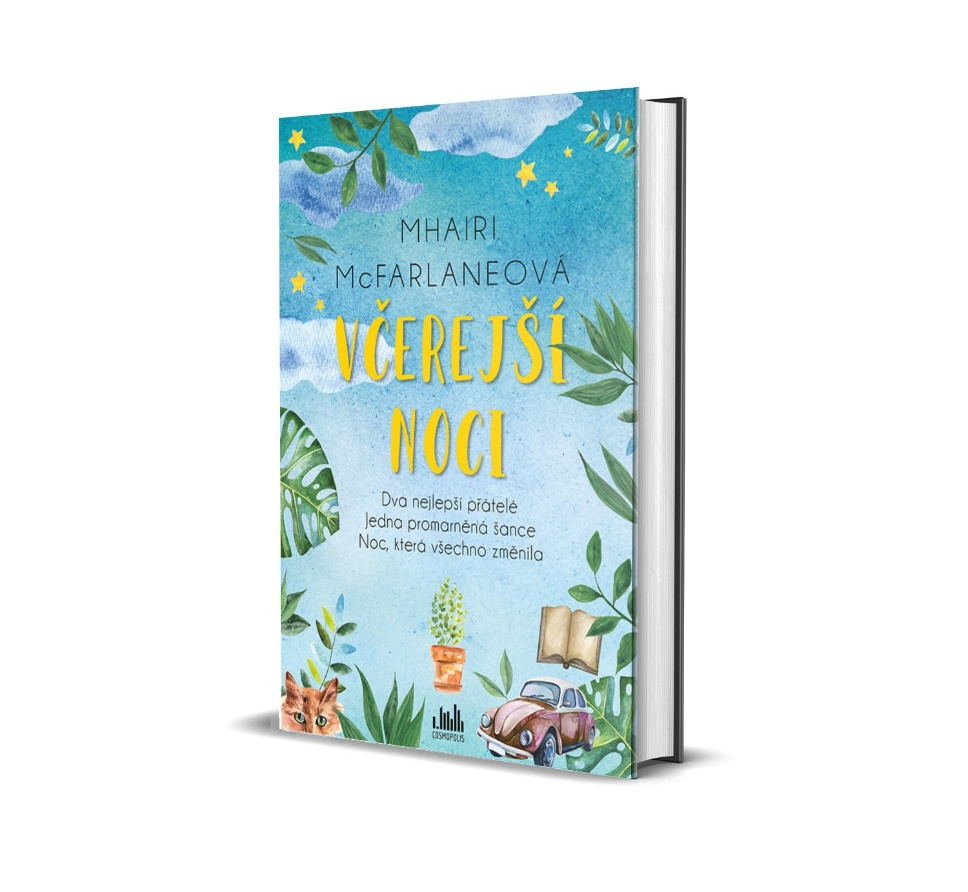 MHAIRI
McFARLANEOVÁ
VČEREJŠÍ
NOCI
Dva nejlepší přátelé
Jedna promarněná šance
Noc, která všechno změnila
COSMOPOLIS